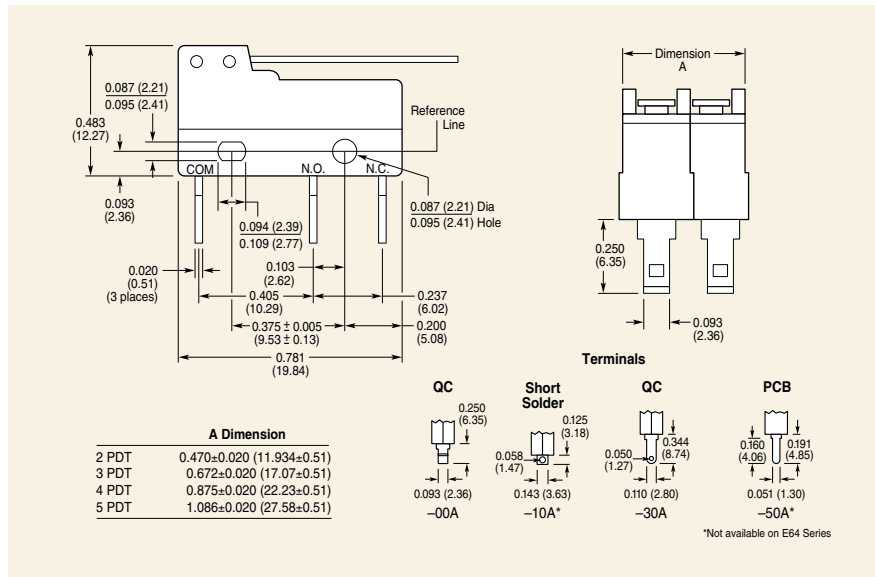 0.087 (2.21)
0.095 (2.41)
0.483
(12.27)
0.093
(2.36)
COM
N.O.
N.C.
Reference
Line
0.087 (2.21) Dia
0.095 (2.41) Hole
0.094 (2.39)
0.109 (2.77)
0.020
(0.51)
(3 places)
0.103
(2.62)
0.405
(10.29)
0.237
(6.02)
0.375 ± 0.005
(9.53 ± 0.13)
0.200
(5.08)
0.781
(19.84)
Dimension
A
0.250
(6.35)
0.093
(2.36)
A Dimension
2 PDT 0.470±0.020 (11.934±0.51)
3 PDT 0.672±0.020 (17.07±0.51)
4 PDT 0.875±0.020 (22.23±0.51)
5 PDT 1.086±0.020 (27.58±0.51)
Terminals
QC
0.250
(6.35)
0.093 (2.36)
–00A
Short
Solder
0.125
(3.18)
0.058
(1.47)
0.143 (3.63)
–10A*
QC
0.344
(8.74)
0.050
(1.27)
0.110 (2.80)
–30A
PCB
0.160
(4.06)
0.191
(4.85)
0.051 (1.30)
–50A*
*Not available on E64 Series